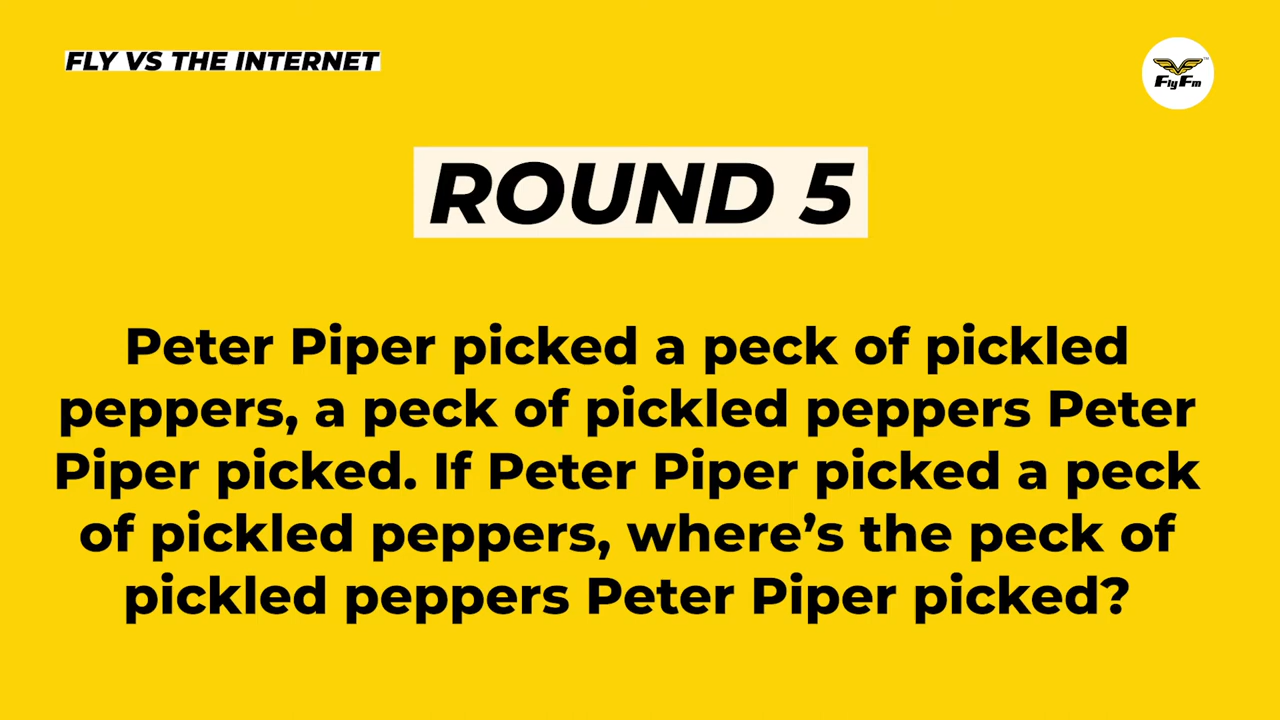 FLY VS THE INTERNET
FlyFm™
ROUND 5
Peter Piper picked a peck of pickled
peppers, a peck of pickled peppers Peter
Piper picked. If Peter Piper picked a peck
of pickled peppers, where’s the peck of
pickled peppers Peter Piper picked?